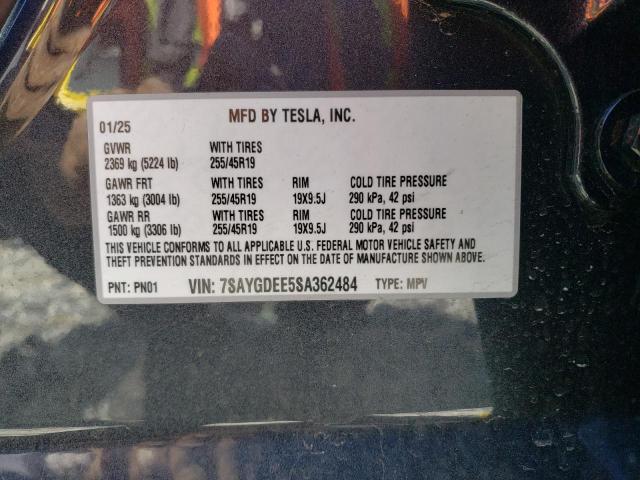 MFD BY TESLA, INC.
01/25
GVWR WITH TIRES
2369 kg (5224 lb) 255/45R19
GAWR FRT WITH TIRES RIM COLD TIRE PRESSURE
1363 kg (3004 lb) 255/45R19 19X9.5J 290 kPa, 42 psi
GAWR RR WITH TIRES RIM COLD TIRE PRESSURE
1500 kg (3306 lb) 255/45R19 19X9.5J 290 kPa, 42 psi
THIS VEHICLE CONFORMS TO ALL APPLICABLE U.S. FEDERAL MOTOR VEHICLE SAFETY AND
THEFT PREVENTION STANDARDS IN EFFECT ON THE DATE OF MANUFACTURE SHOWN ABOVE.
PNT: PN01 VIN: 7SAYGDEE5SA362484 TYPE: MPV